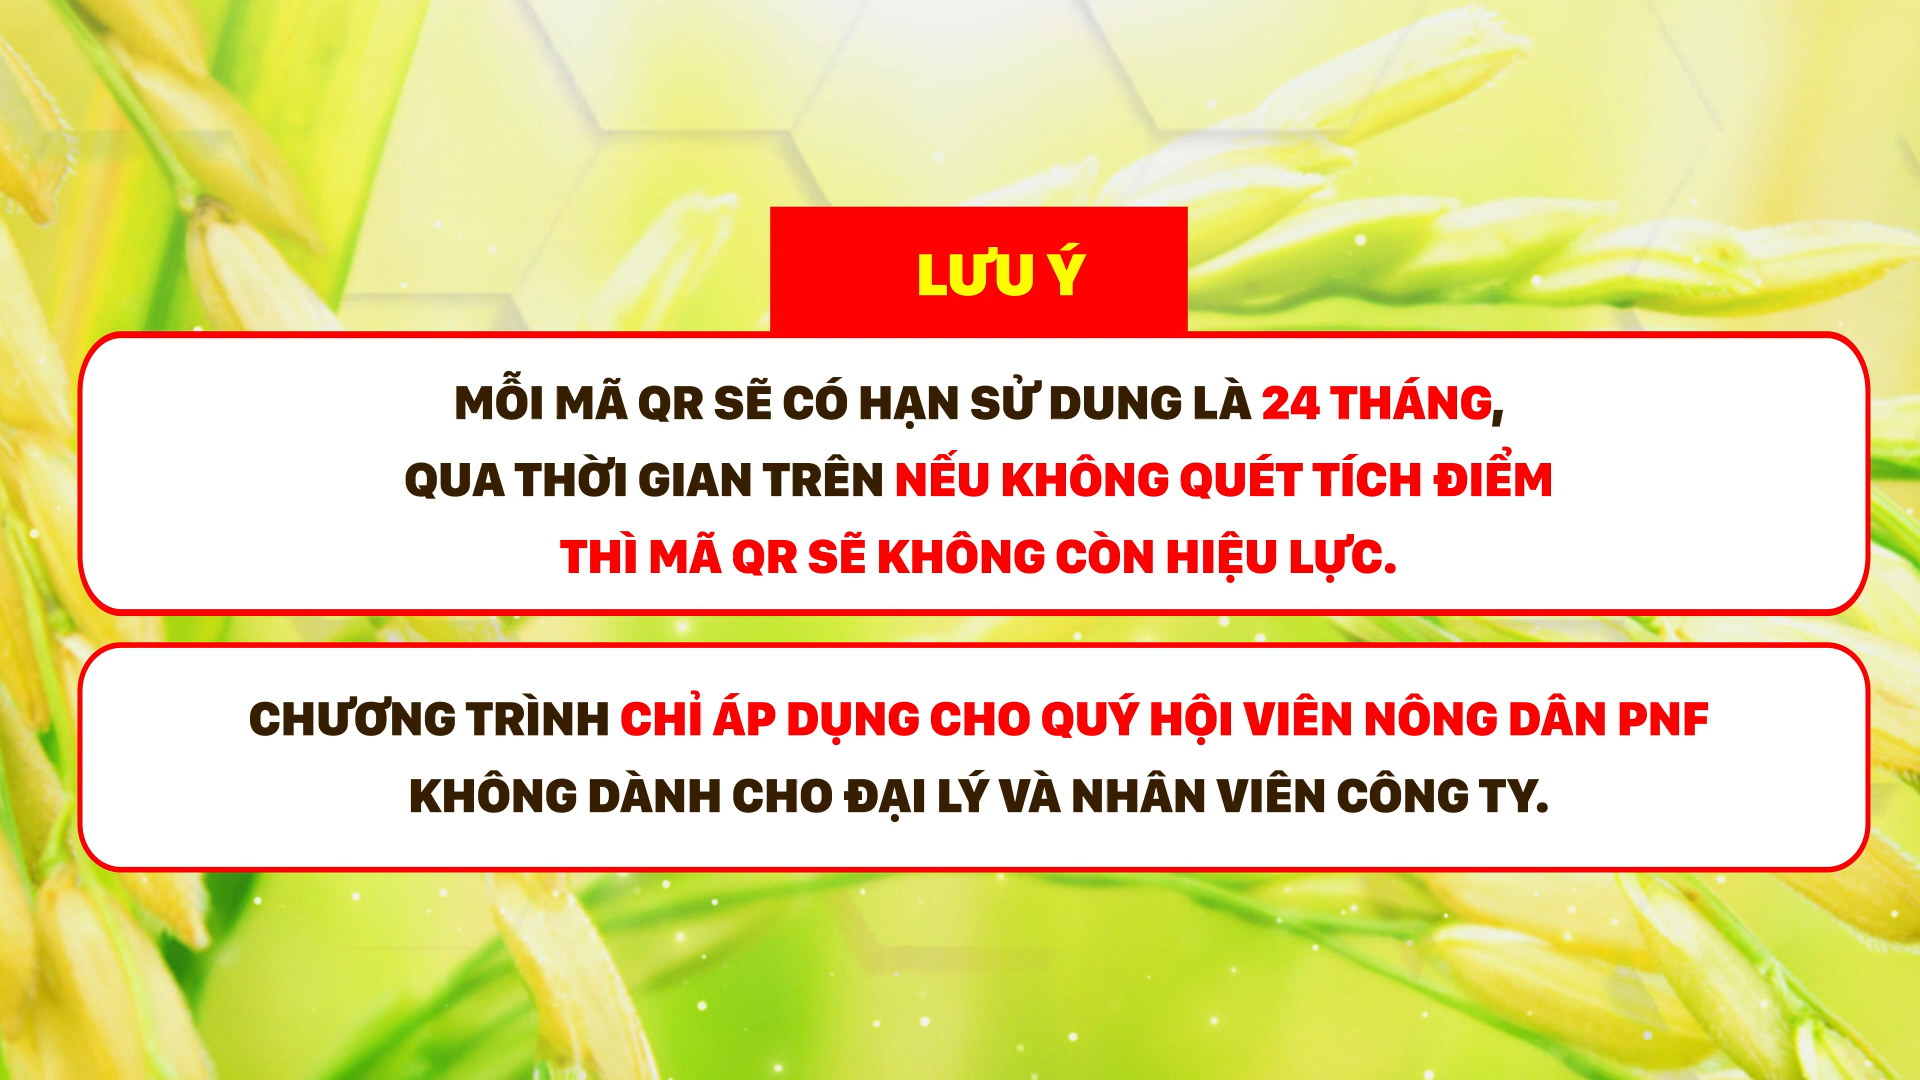 LƯU Ý
MỖI MÃ QR SẼ CÓ HẠN SỬ DUNG LÀ 24 THÁNG,
QUA THỜI GIAN TRÊN NẾU KHÔNG QUÉT TÍCH ĐIỂM
THÌ MÃ QR SẼ KHÔNG CÒN HIỆU LỰC.
CHƯƠNG TRÌNH CHỈ ÁP DỤNG CHO QUÝ HỘI VIÊN NÔNG DÂN PNF
KHÔNG DÀNH CHO ĐẠI LÝ VÀ NHÂN VIÊN CÔNG TY.